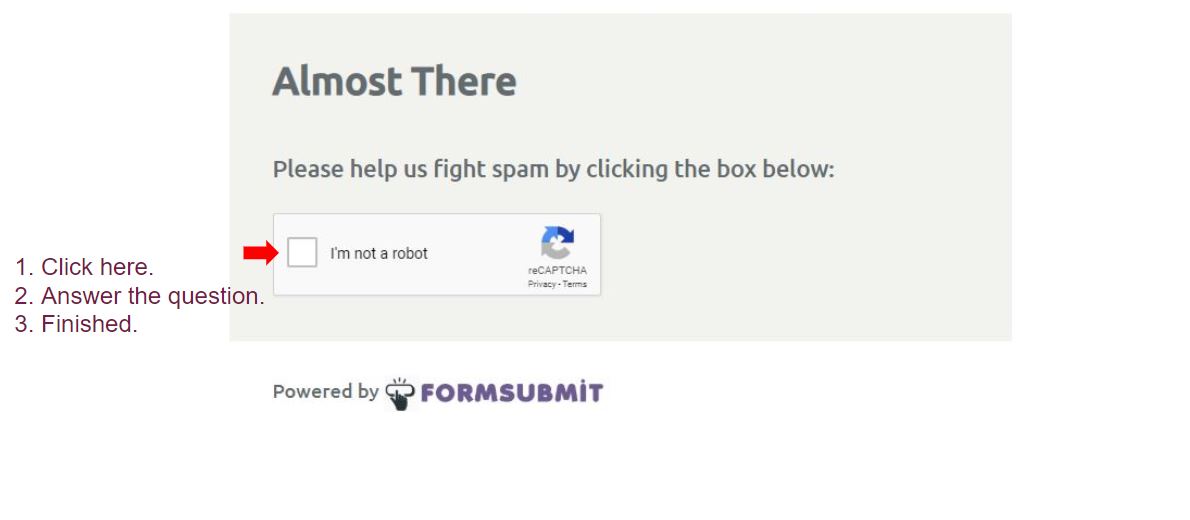 Almost There
Please help us fight spam by clicking the box below:
I'm not a robot
reCAPTCHA
Privacy - Terms
1. Click here.
2. Answer the question.
3. Finished.
Powered by FORMSUBMIT